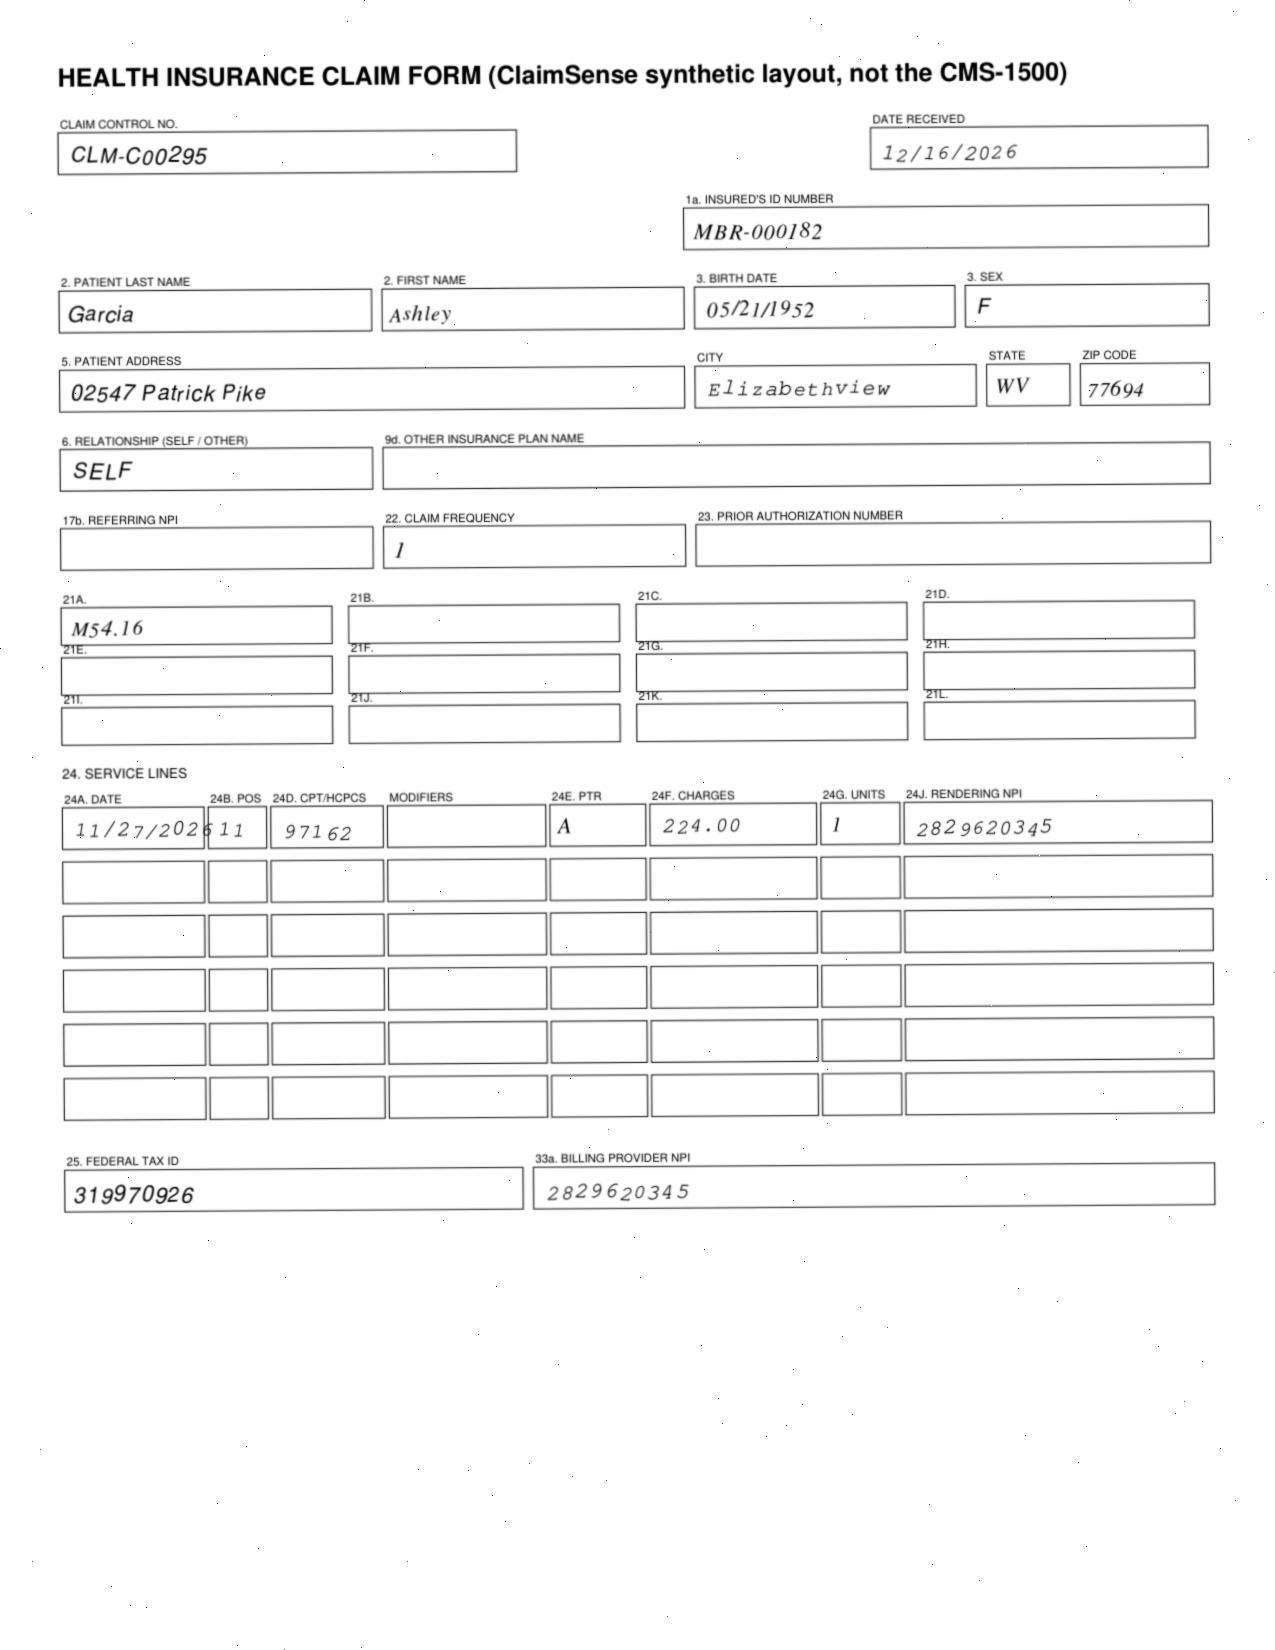 HEALTH INSURANCE CLAIM FORM (ClaimSense synthetic layout, not the CMS-1500)
CLAIM CONTROL NO. DATE RECEIVED
CLM-C00295 12/16/2026
1a. INSURED'S ID NUMBER
MBR-000182
2. PATIENT LAST NAME 2. FIRST NAME 3. BIRTH DATE 3. SEX
Garcia Ashley 05/21/1952 F
5. PATIENT ADDRESS CITY STATE ZIP CODE
02547 Patrick Pike Elizabethview WV 77694
6. RELATIONSHIP (SELF / OTHER) 9d. OTHER INSURANCE PLAN NAME
SELF
17b. REFERRING NPI 22. CLAIM FREQUENCY 23. PRIOR AUTHORIZATION NUMBER
1
21A. 21B. 21C. 21D.
M54.16
21E. 21F. 21G. 21H.
21I. 21J. 21K. 21L.
24. SERVICE LINES
24A. DATE 24B. POS 24D. CPT/HCPCS MODIFIERS 24E. PTR 24F. CHARGES 24G. UNITS 24J. RENDERING NPI
11/27/2026 11 97162 A 224.00 1 2829620345
25. FEDERAL TAX ID 33a. BILLING PROVIDER NPI
319970926 2829620345